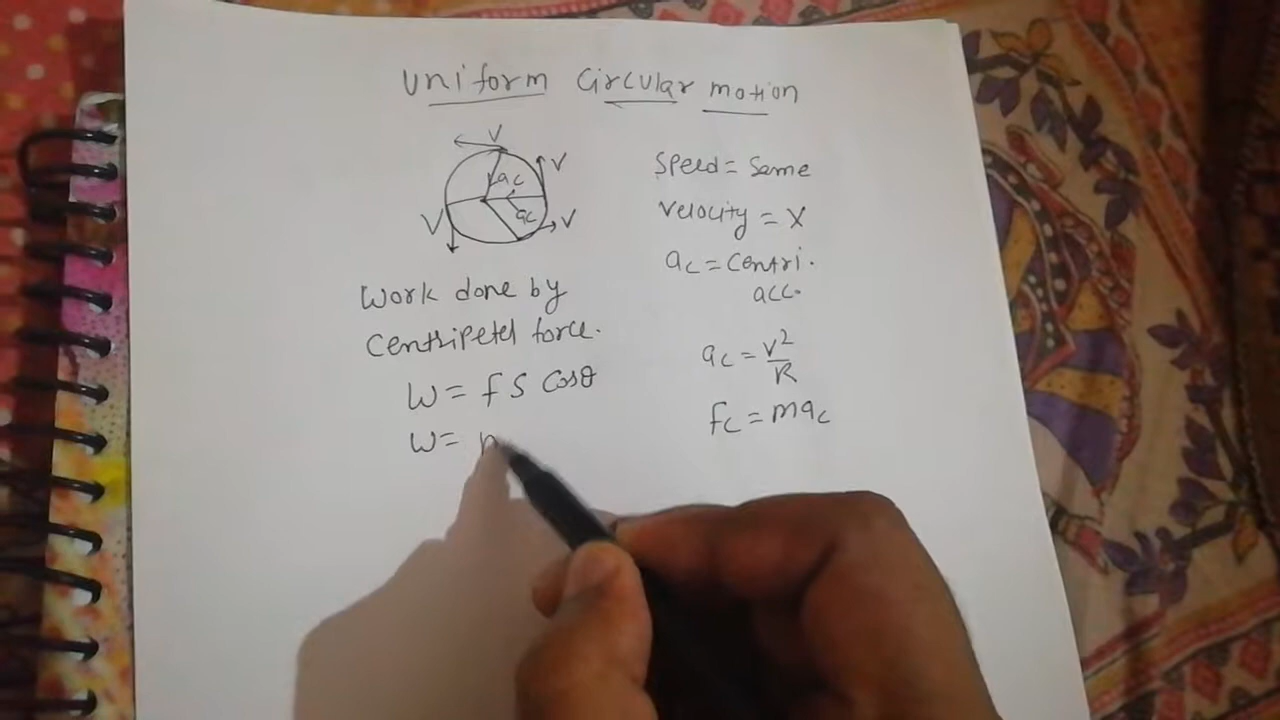 Uniform Circular motion
V
V
ac
ac
V
V
Speed = Same
Velocity = X
ac = Centri.
acc.
Work done by
Centripetel force.
ac = V²/R
W = f s Cosθ
fc = mac
W =